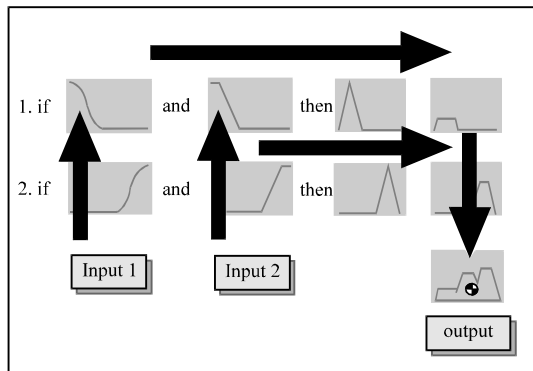 1. if and then
2. if and then
Input 1 Input 2
output